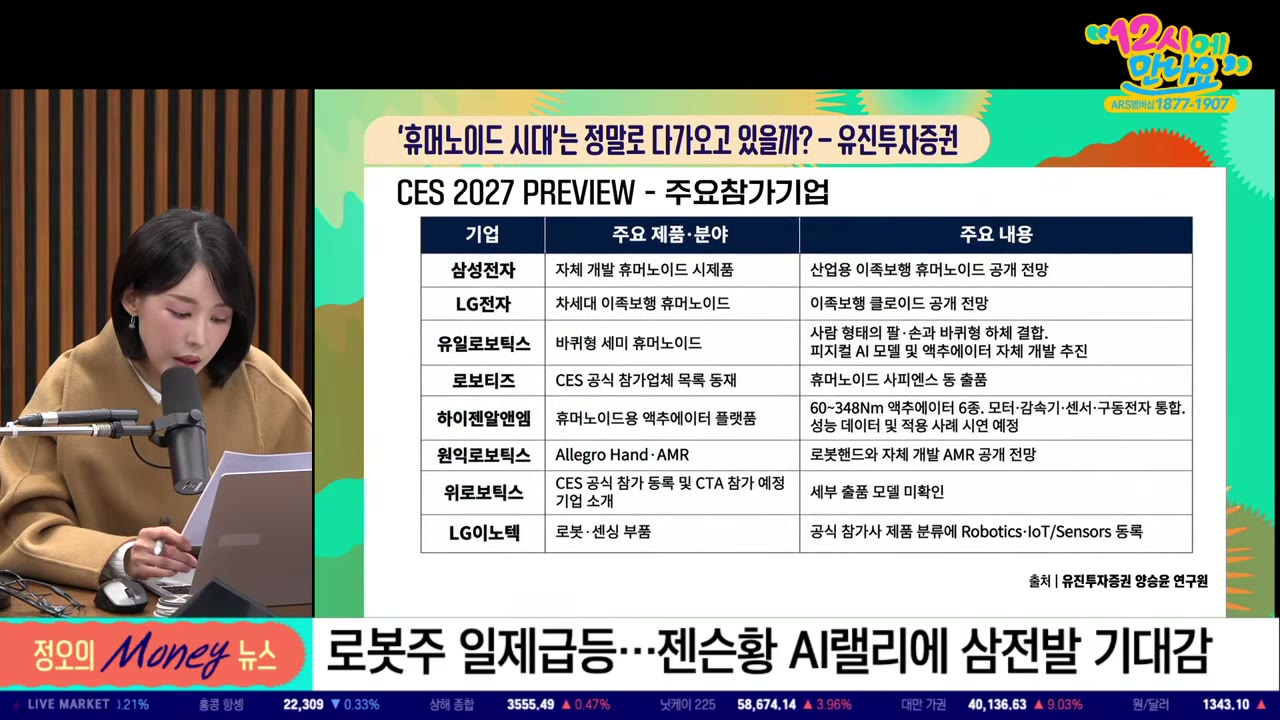 “12시에
만나요”
ARS멤버십 1877-1907
‘휴머노이드 시대’는 정말로 다가오고 있을까? – 유진투자증권
CES 2027 PREVIEW - 주요참가기업
기업 주요 제품·분야 주요 내용
삼성전자 자체 개발 휴머노이드 시제품 산업용 이족보행 휴머노이드 공개 전망
LG전자 차세대 이족보행 휴머노이드 이족보행 클로이드 공개 전망
유일로보틱스 바퀴형 세미 휴머노이드 사람 형태의 팔·손과 바퀴형 하체 결합.
피지컬 AI 모델 및 액추에이터 자체 개발 추진
로보티즈 CES 공식 참가업체 목록 등재 휴머노이드 사피엔스 등 출품
하이젠알앤엠 휴머노이드용 액추에이터 플랫폼 60~348Nm 액추에이터 6종. 모터·감속기·센서·구동전자 통합.
성능 데이터 및 적용 사례 시연 예정
원익로보틱스 Allegro Hand·AMR 로봇핸드와 자체 개발 AMR 공개 전망
위로보틱스 CES 공식 참가 등록 및 CTA 참가 예정
기업 소개 세부 출품 모델 미확인
LG이노텍 로봇·센싱 부품 공식 참가사 제품 분류에 Robotics·IoT/Sensors 등록
출처 | 유진투자증권 양승윤 연구원
정오의 Money 뉴스
로봇주 일제급등…젠슨황 AI랠리에 삼전발 기대감
LIVE MARKET .21% 홍콩 항셍 22,309 ▼0.33% 상해 종합 3555.49 ▲0.47% 닛케이 225 58,674.14 ▲3.96% 대만 가권 40,136.63 ▲9.03% 원/달러 1343.10 ▲